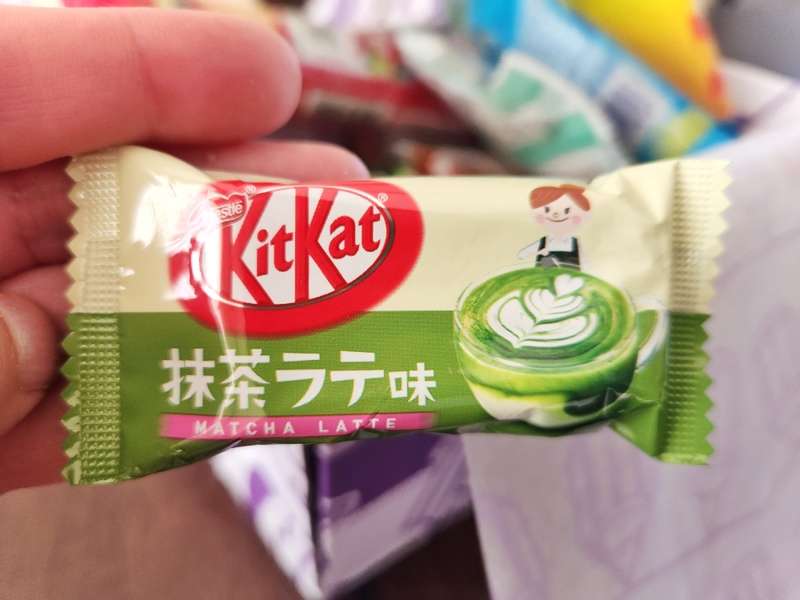 Nestlé
KitKat
抹茶ラテ味
MATCHA LATTE